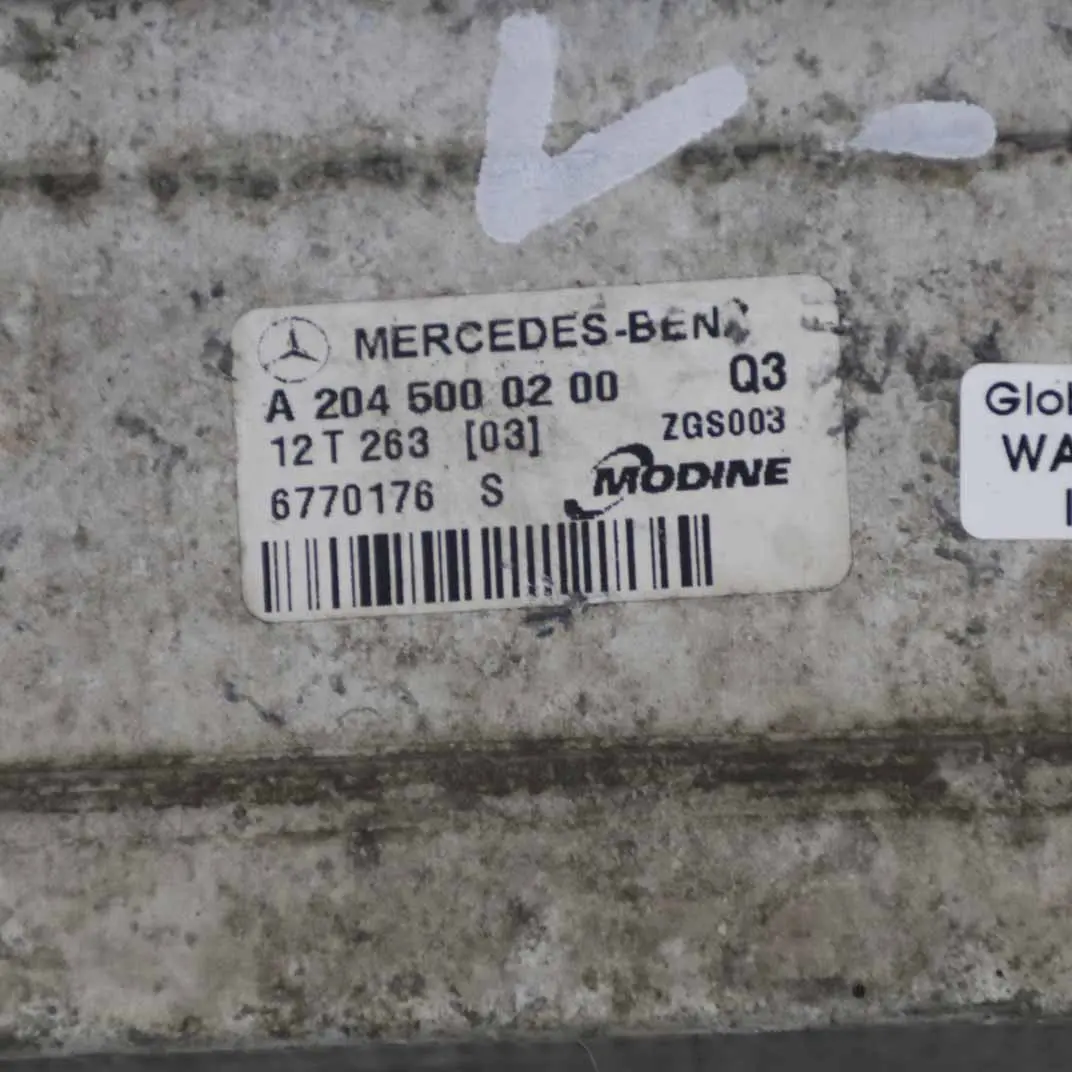 MERCEDES-BENZ
A 204 500 02 00 Q3
12 T 263 [03] ZGS003
6770176 S MODINE